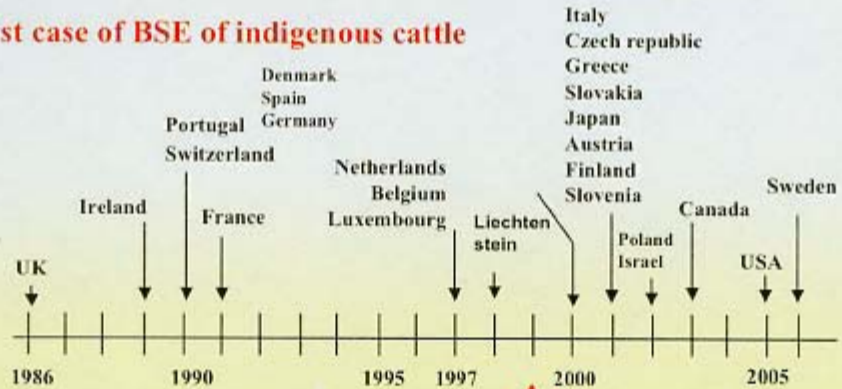 st case of BSE of indigenous cattle
Italy
Czech republic
Greece
Slovakia
Japan
Austria
Finland
Slovenia
Denmark
Spain
Germany
Portugal
Switzerland
Netherlands
Belgium
Luxembourg
Ireland
France
Liechten
stein
Poland
Israel
Canada
Sweden
UK
USA
1986
1990
1995
1997
2000
2005